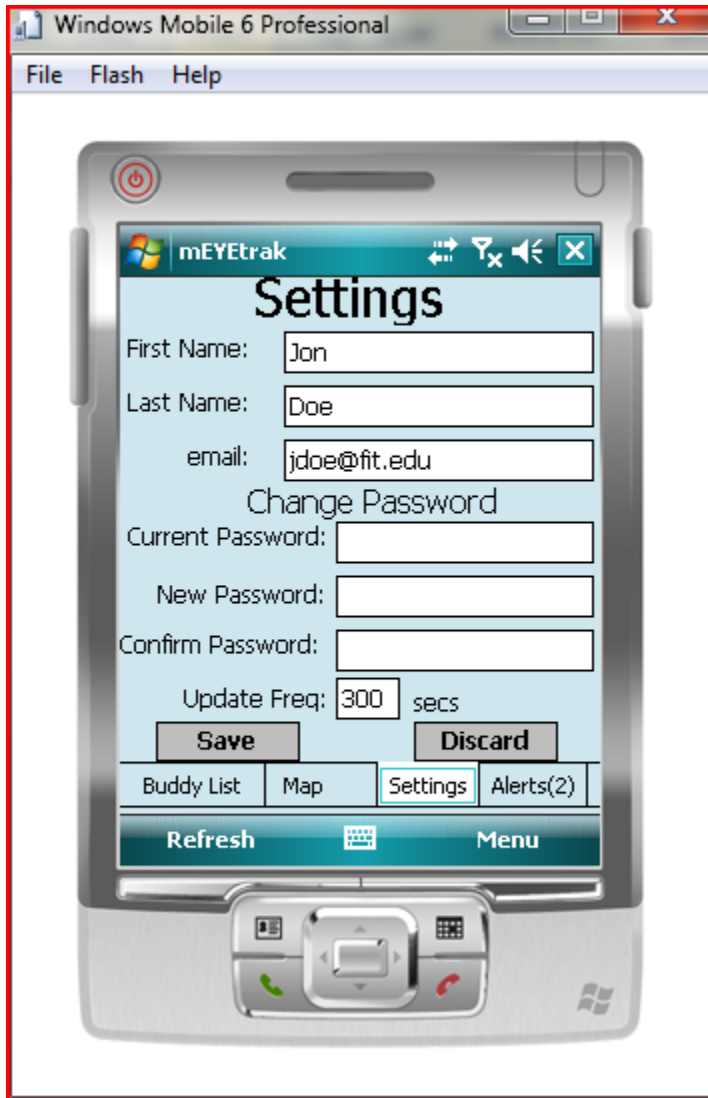 Windows Mobile 6 Professional
File Flash Help
mEYEtrak
Settings
First Name: Jon
Last Name: Doe
email: jdoe@fit.edu
Change Password
Current Password:
New Password:
Confirm Password:
Update Freq: 300 secs
Save Discard
Buddy List Map Settings Alerts(2)
Refresh Menu